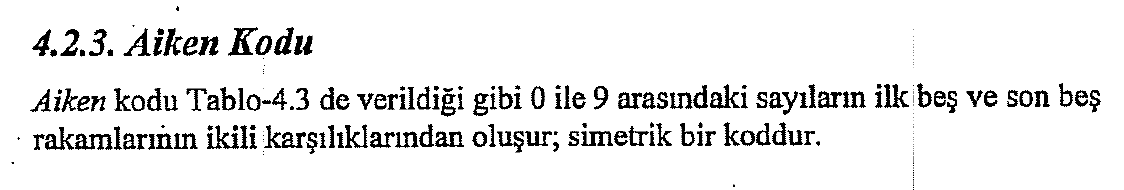 4.2.3. Aiken Kodu
Aiken kodu Tablo-4.3 de verildiği gibi 0 ile 9 arasındaki sayıların ilk beş ve son beş
rakamlarının ikili karşılıklarından oluşur; simetrik bir koddur.